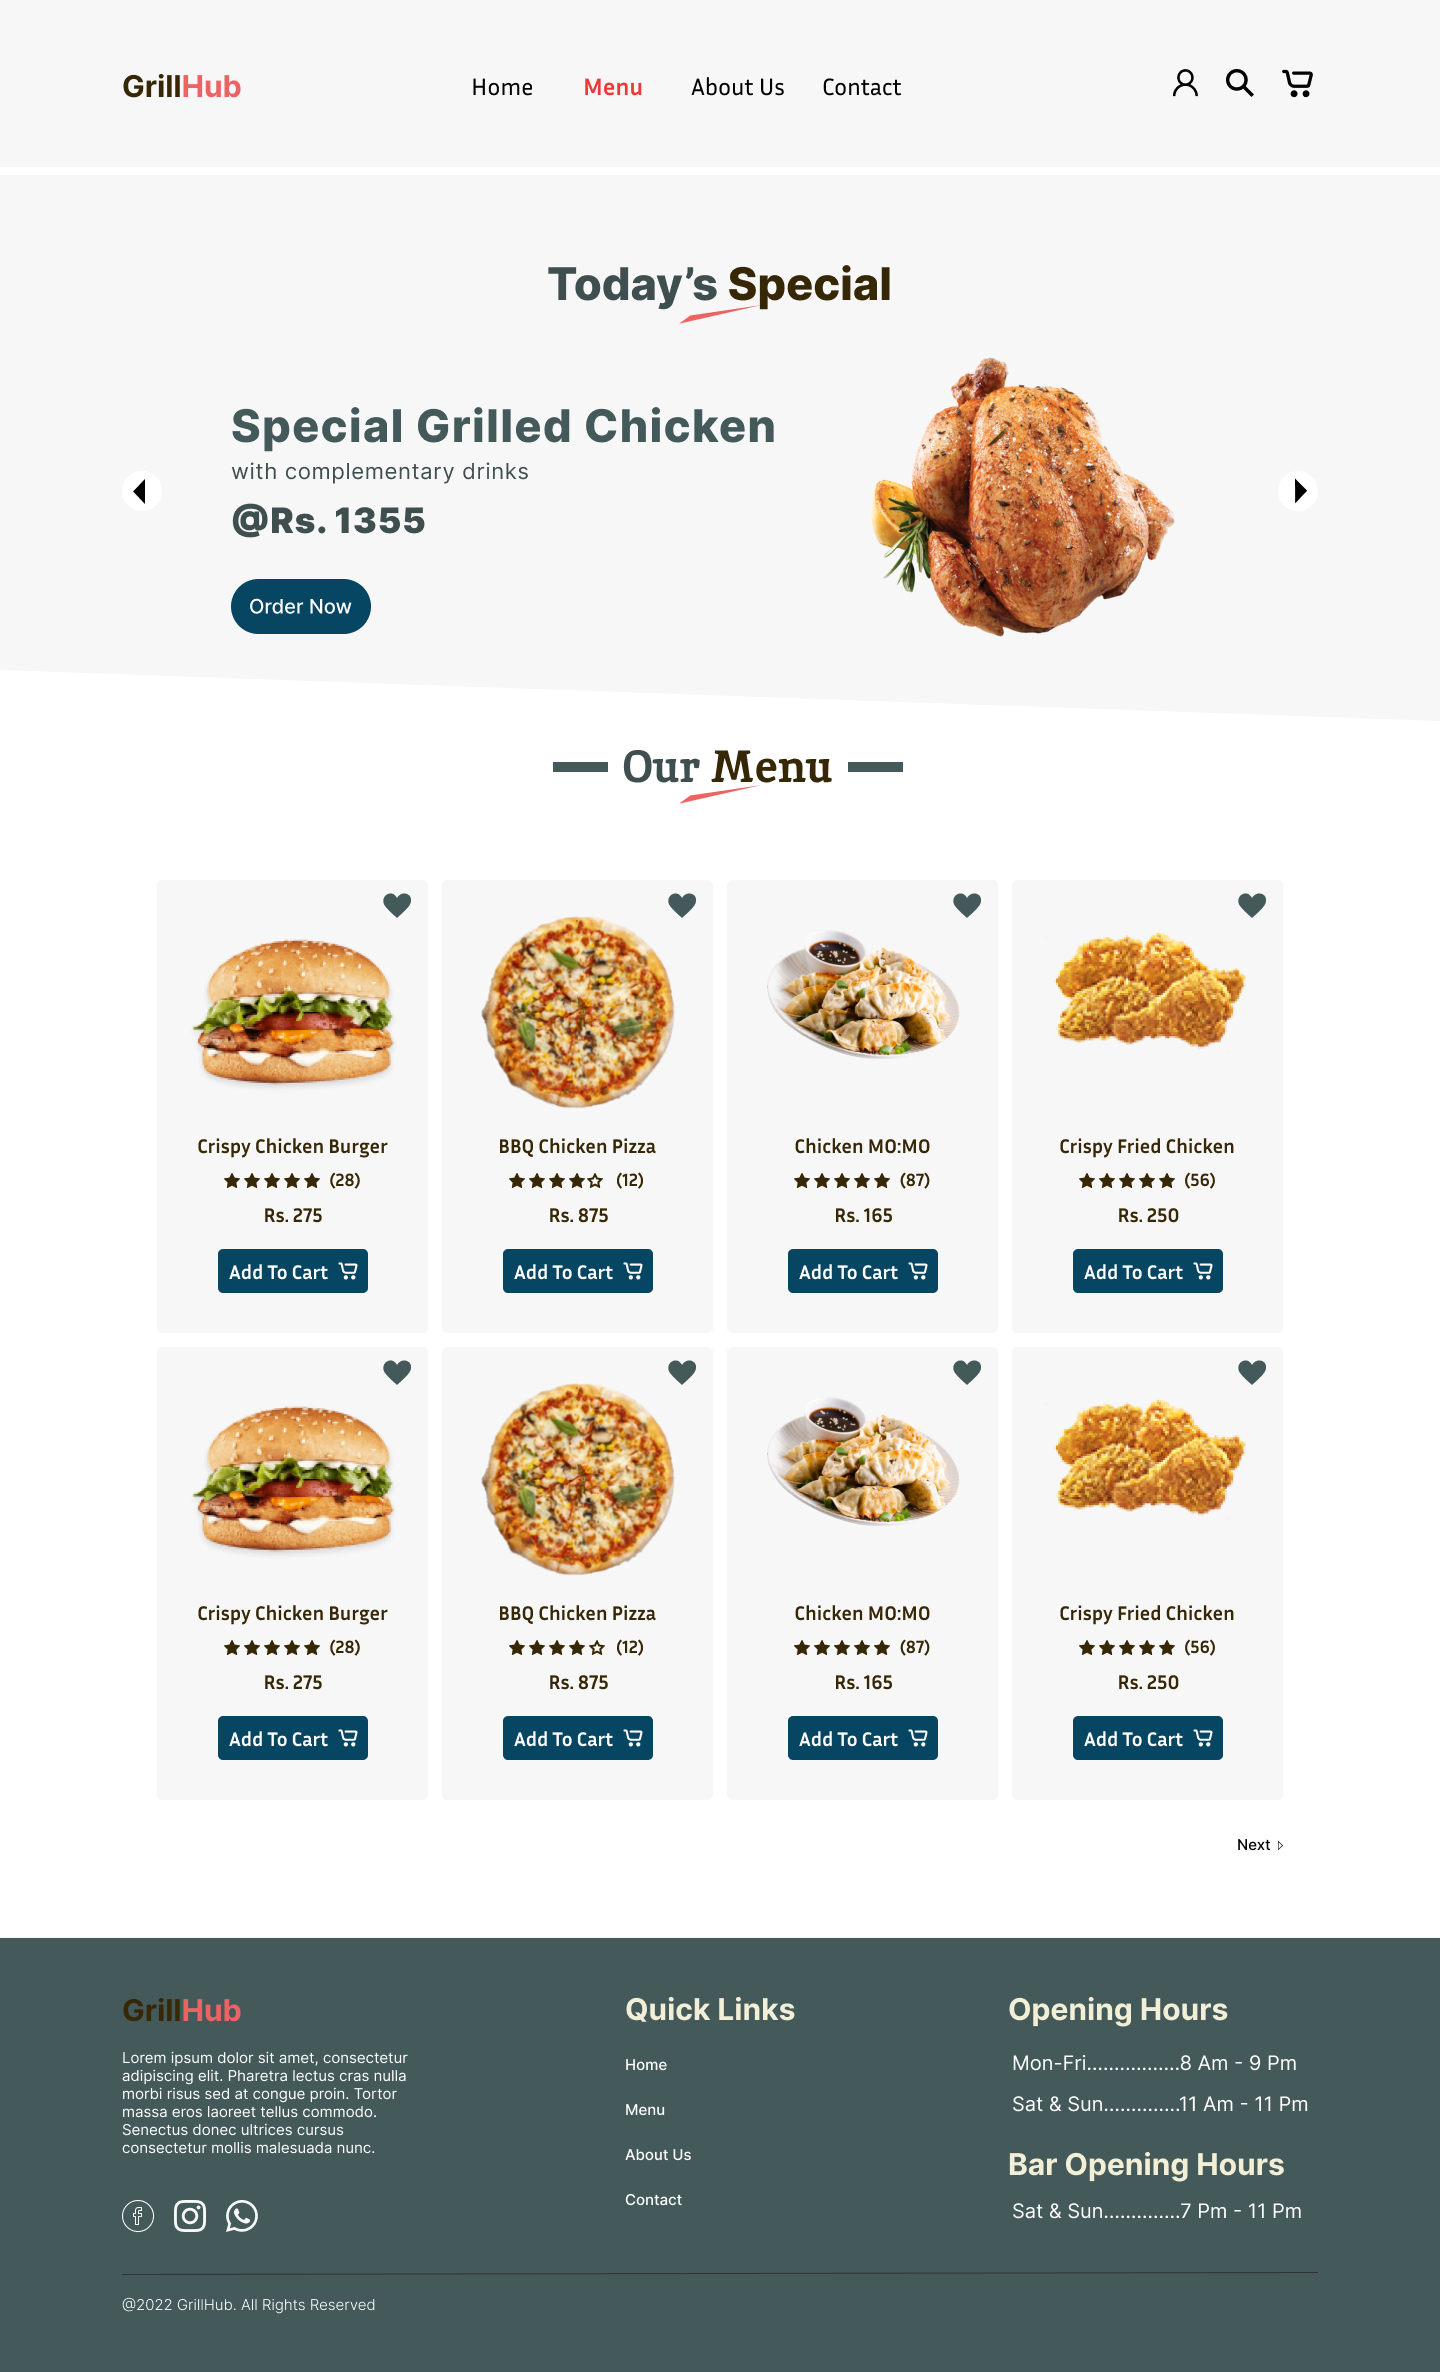 GrillHub
Home Menu About Us Contact
Today’s Special
Special Grilled Chicken
with complementary drinks
@Rs. 1355
Order Now
Our Menu
Crispy Chicken Burger
(28)
Rs. 275
Add To Cart
BBQ Chicken Pizza
(12)
Rs. 875
Add To Cart
Chicken MO:MO
(87)
Rs. 165
Add To Cart
Crispy Fried Chicken
(56)
Rs. 250
Add To Cart
Crispy Chicken Burger
(28)
Rs. 275
Add To Cart
BBQ Chicken Pizza
(12)
Rs. 875
Add To Cart
Chicken MO:MO
(87)
Rs. 165
Add To Cart
Crispy Fried Chicken
(56)
Rs. 250
Add To Cart
Next
GrillHub
Lorem ipsum dolor sit amet, consectetur
adipiscing elit. Pharetra lectus cras nulla
morbi risus sed at congue proin. Tortor
massa eros laoreet tellus commodo.
Senectus donec ultrices cursus
consectetur mollis malesuada nunc.
Quick Links
Home
Menu
About Us
Contact
Opening Hours
Mon-Fri.................8 Am - 9 Pm
Sat & Sun..............11 Am - 11 Pm
Bar Opening Hours
Sat & Sun..............7 Pm - 11 Pm
@2022 GrillHub. All Rights Reserved